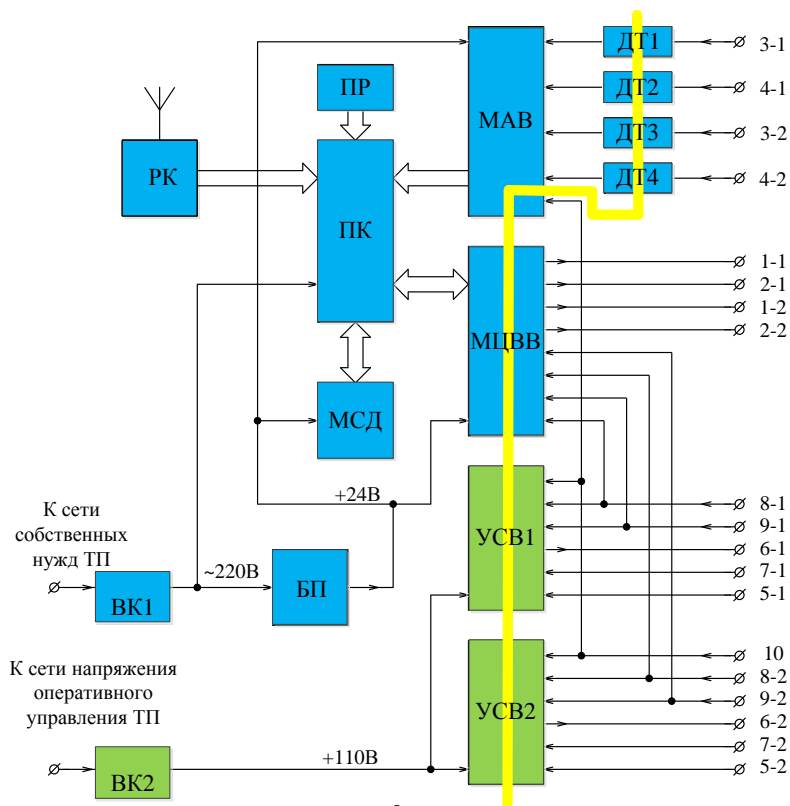 ДТ1
3-1
ДТ2
4-1
ДТ3
3-2
ДТ4
4-2
ПР
МАВ
РК
ПК
1-1
2-1
1-2
2-2
МЦВВ
МСД
+24В
К сети
собственных
нужд ТП
~220В
ВК1
БП
УСВ1
8-1
9-1
6-1
7-1
5-1
К сети напряжения
оперативного
управления ТП
+110В
ВК2
УСВ2
10
8-2
9-2
6-2
7-2
5-2